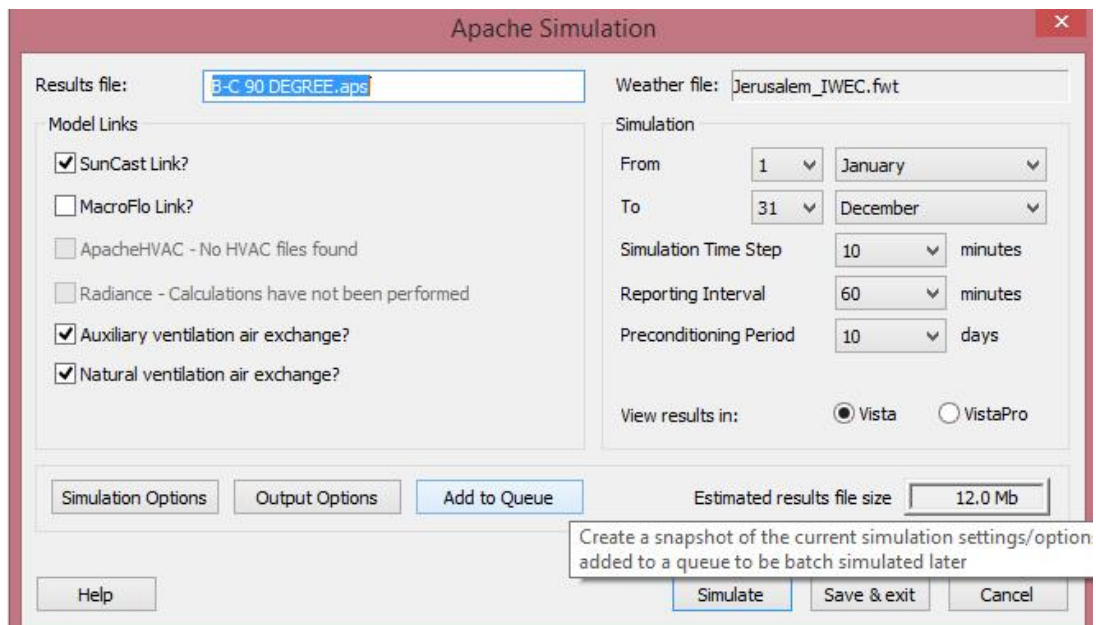 Apache Simulation
Results file: B-C 90 DEGREE.aps
Weather file: Jerusalem_IWEC.fwt
Model Links
SunCast Link?
MacroFlo Link?
ApacheHVAC - No HVAC files found
Radiance - Calculations have not been performed
Auxiliary ventilation air exchange?
Natural ventilation air exchange?
Simulation
From 1 January
To 31 December
Simulation Time Step 10 minutes
Reporting Interval 60 minutes
Preconditioning Period 10 days
View results in: Vista VistaPro
Simulation Options Output Options Add to Queue Estimated results file size 12.0 Mb
Create a snapshot of the current simulation settings/option
added to a queue to be batch simulated later
Help Simulate Save & exit Cancel